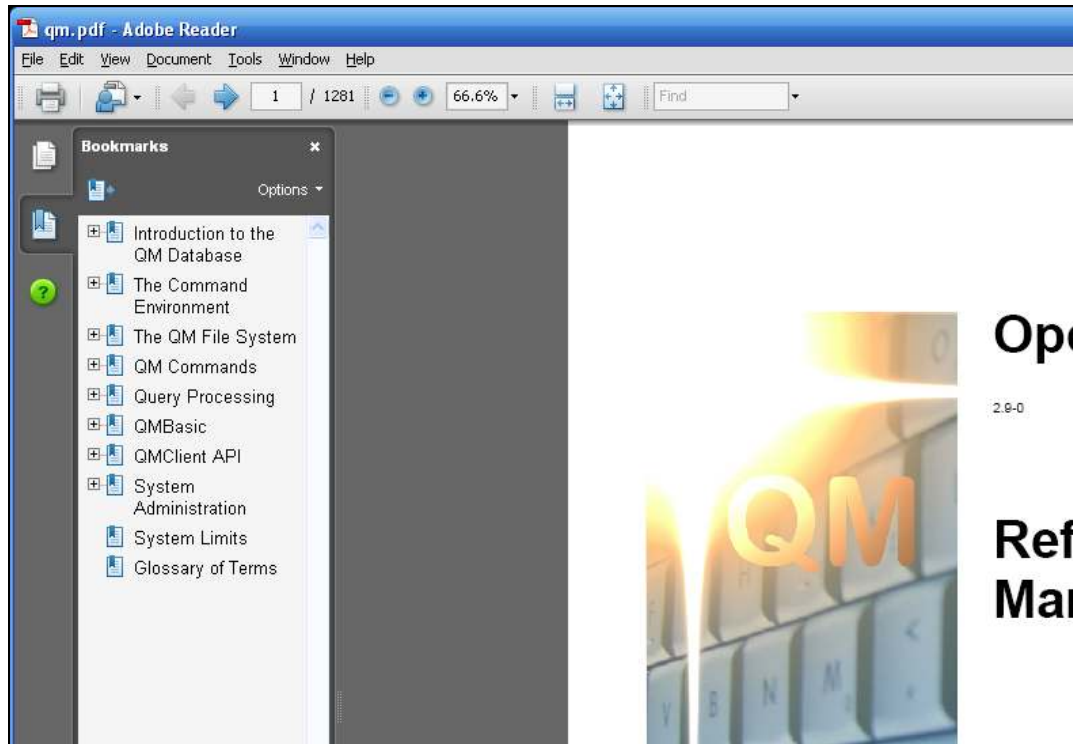 qm.pdf - Adobe Reader
File Edit View Document Tools Window Help
1 / 1281 66.6% Find
Bookmarks
Options
Introduction to the
QM Database
The Command
Environment
The QM File System
QM Commands
Query Processing
QMBasic
QMClient API
System
Administration
System Limits
Glossary of Terms
Ope
2.9-0
QM
Ref
Mar
O
V B N M